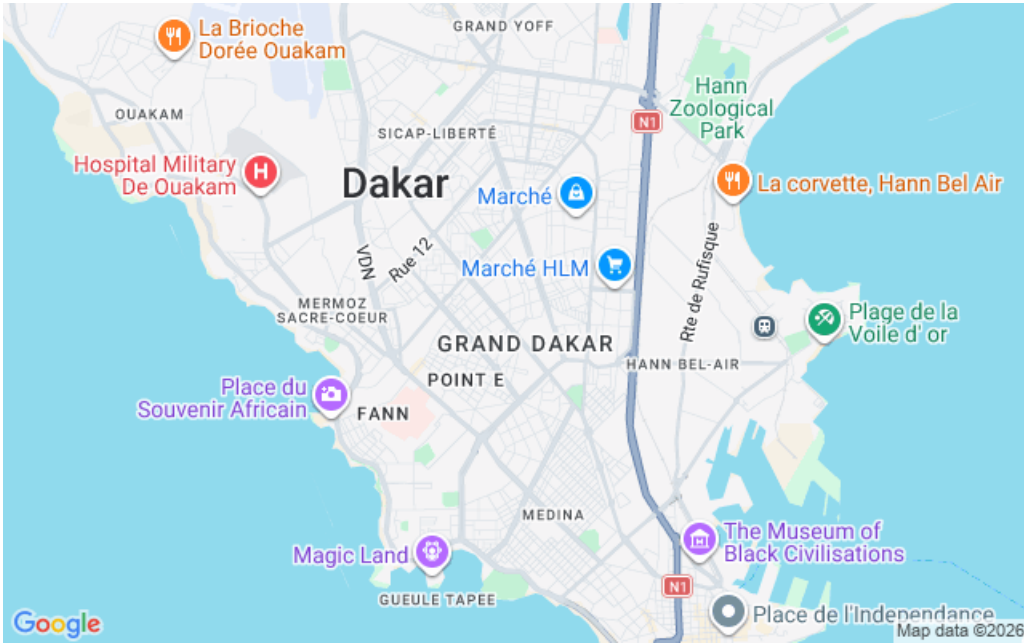 GRAND YOFF
La Brioche
Dorée Ouakam
Hann
Zoological
Park
OUAKAM
N1
SICAP-LIBERTÉ
Hospital Military
De Ouakam
H
Dakar
La corvette, Hann Bel Air
Marché
Rue 12
VDN
Marché HLM
Rte de Rufisque
MERMOZ
SACRE-COEUR
Plage de la
Voile d' or
GRAND DAKAR
HANN BEL-AIR
POINT E
Place du
Souvenir Africain
FANN
MEDINA
The Museum of
Black Civilisations
Magic Land
N1
GUEULE TAPEE
Place de l'Independance
Google
Map data ©2026